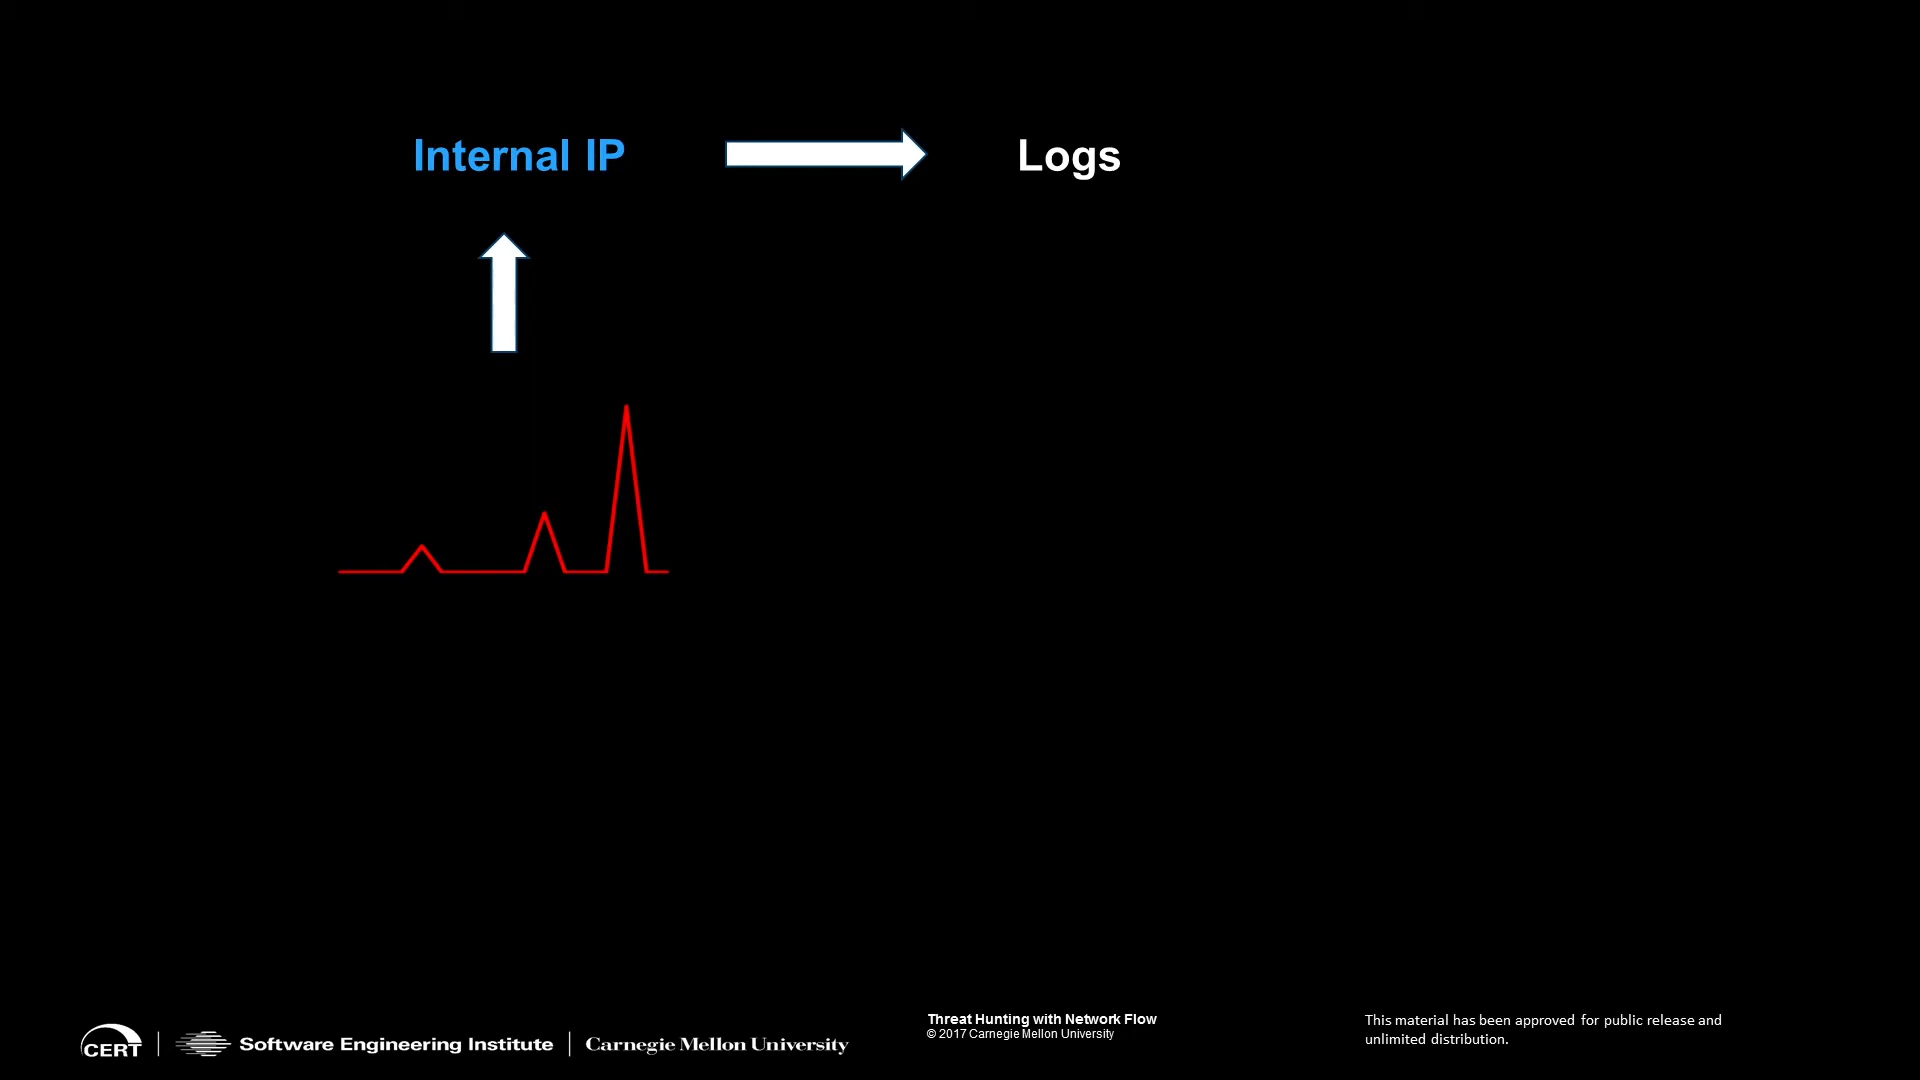 Internal IP
Logs
Threat Hunting with Network Flow
© 2017 Carnegie Mellon University
This material has been approved for public release and
unlimited distribution.
CERT
Software Engineering Institute
Carnegie Mellon University